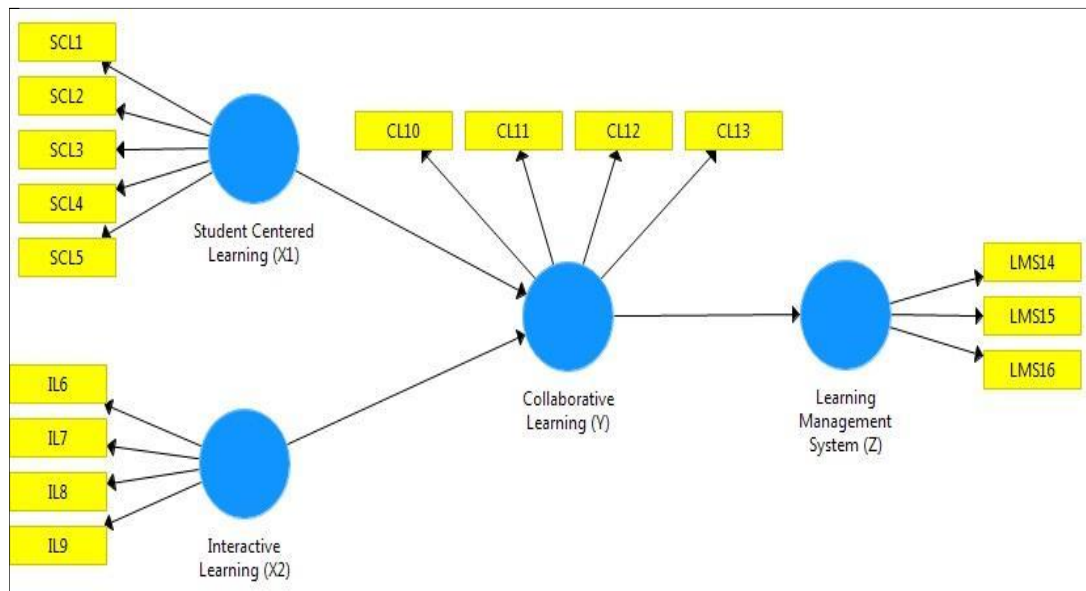 SCL1
SCL2
SCL3
SCL4
SCL5
Student Centered
Learning (X1)
CL10
CL11
CL12
CL13
IL6
IL7
IL8
IL9
Interactive
Learning (X2)
Collaborative
Learning (Y)
Learning
Management
System (Z)
LMS14
LMS15
LMS16